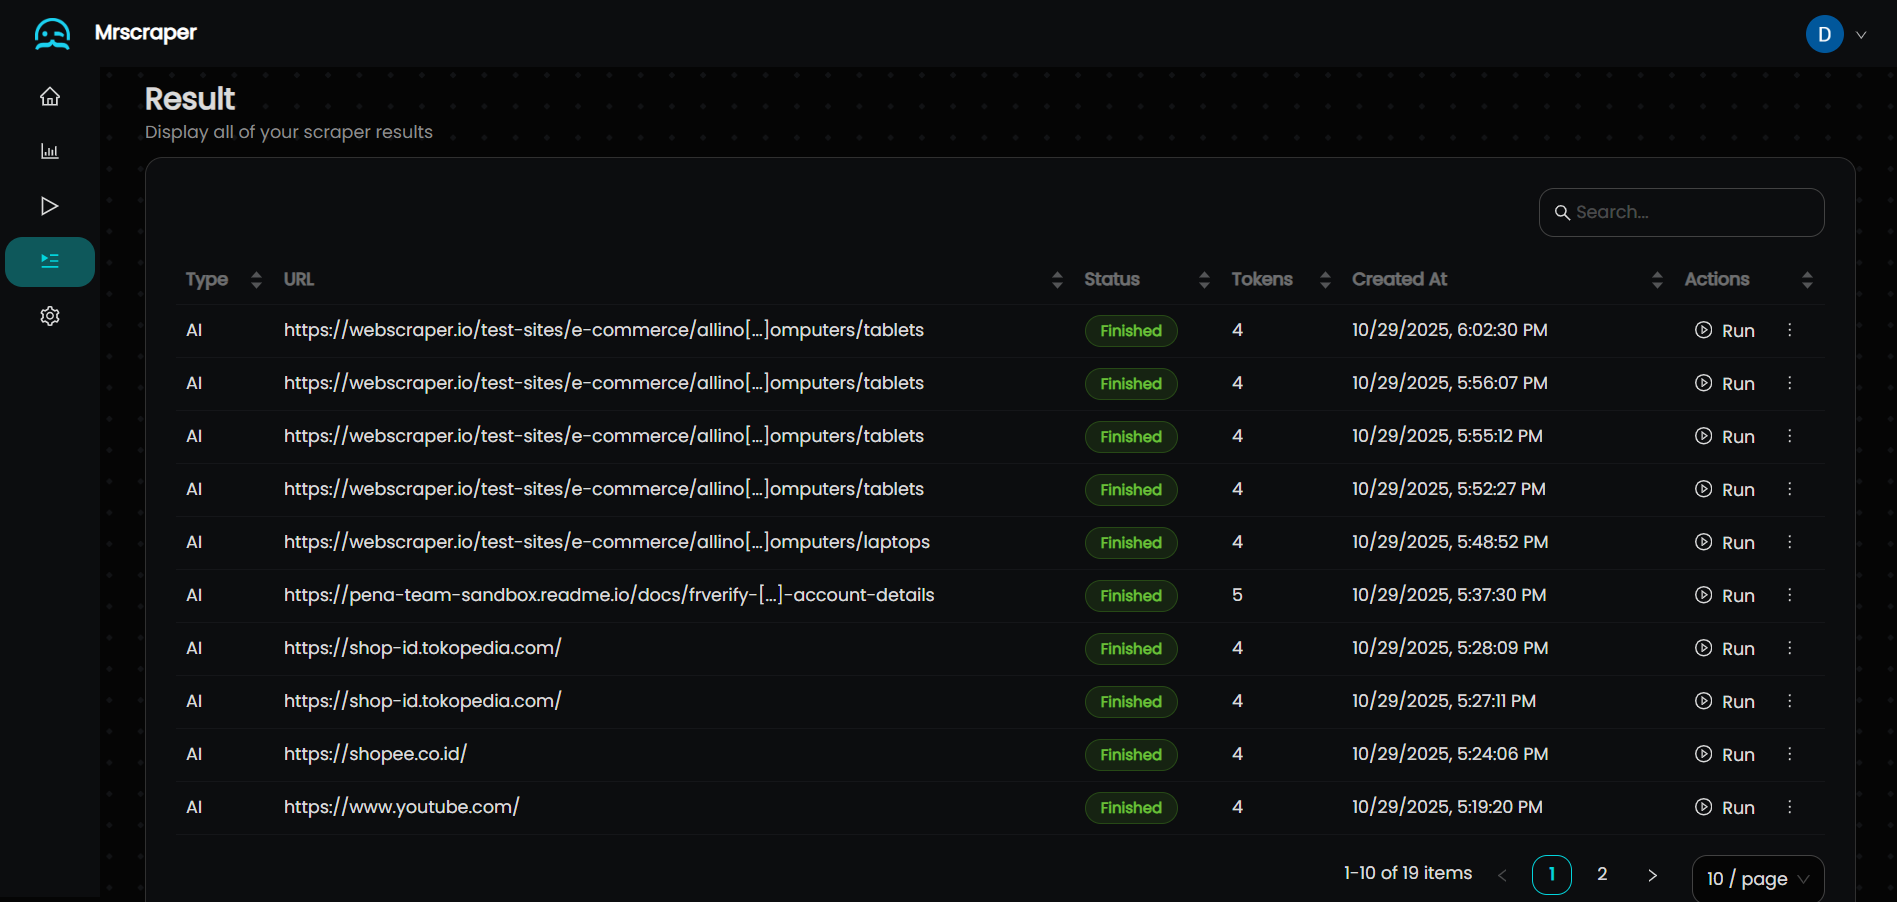 Mrscraper
D
Result
Display all of your scraper results
Search...
Type URL Status Tokens Created At Actions
AI https://webscraper.io/test-sites/e-commerce/allino[...]omputers/tablets Finished 4 10/29/2025, 6:02:30 PM Run
AI https://webscraper.io/test-sites/e-commerce/allino[...]omputers/tablets Finished 4 10/29/2025, 5:56:07 PM Run
AI https://webscraper.io/test-sites/e-commerce/allino[...]omputers/tablets Finished 4 10/29/2025, 5:55:12 PM Run
AI https://webscraper.io/test-sites/e-commerce/allino[...]omputers/tablets Finished 4 10/29/2025, 5:52:27 PM Run
AI https://webscraper.io/test-sites/e-commerce/allino[...]omputers/laptops Finished 4 10/29/2025, 5:48:52 PM Run
AI https://pena-team-sandbox.readme.io/docs/frverify-[...]-account-details Finished 5 10/29/2025, 5:37:30 PM Run
AI https://shop-id.tokopedia.com/ Finished 4 10/29/2025, 5:28:09 PM Run
AI https://shop-id.tokopedia.com/ Finished 4 10/29/2025, 5:27:11 PM Run
AI https://shopee.co.id/ Finished 4 10/29/2025, 5:24:06 PM Run
AI https://www.youtube.com/ Finished 4 10/29/2025, 5:19:20 PM Run
1-10 of 19 items < 1 2 > 10 / page